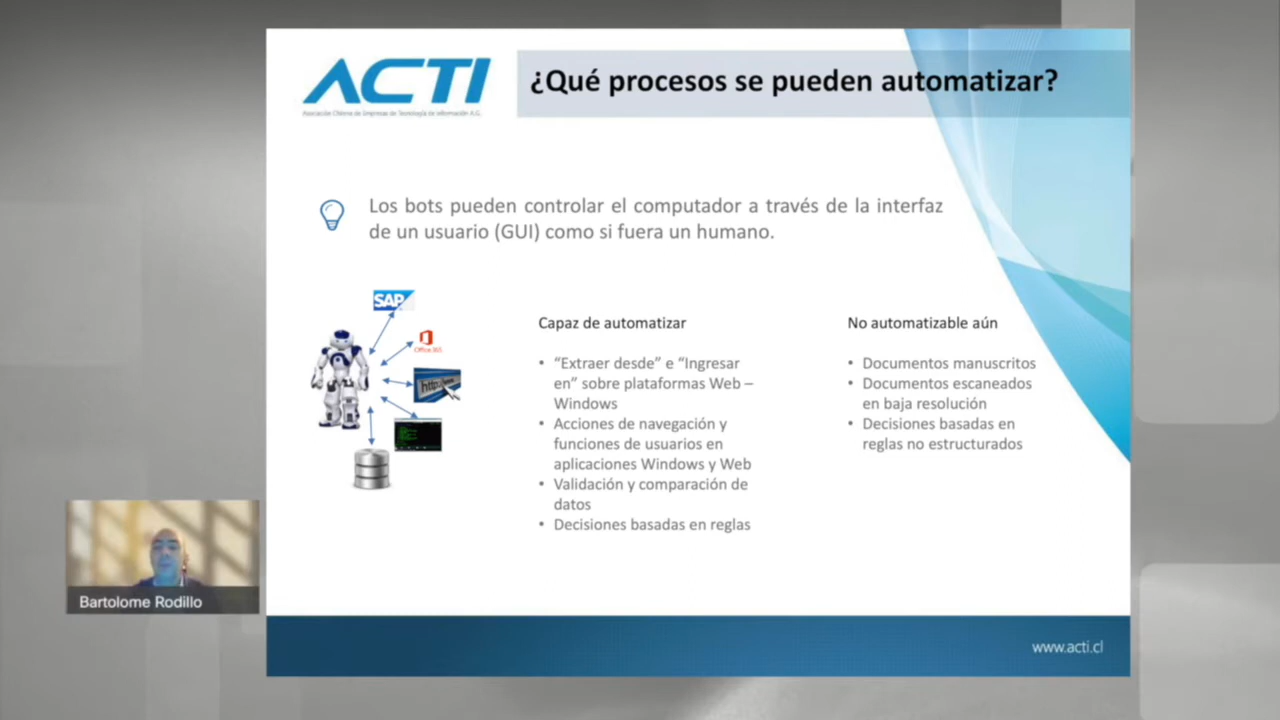 ACTI
Asociación Chilena de Empresas de Tecnología de Información A.G.
¿Qué procesos se pueden automatizar?
Los bots pueden controlar el computador a través de la interfaz
de un usuario (GUI) como si fuera un humano.
SAP
Office 365
http://www
Capaz de automatizar
• “Extraer desde” e “Ingresar
en” sobre plataformas Web –
Windows
• Acciones de navegación y
funciones de usuarios en
aplicaciones Windows y Web
• Validación y comparación de
datos
• Decisiones basadas en reglas
No automatizable aún
• Documentos manuscritos
• Documentos escaneados
en baja resolución
• Decisiones basadas en
reglas no estructurados
Bartolome Rodillo
www.acti.cl